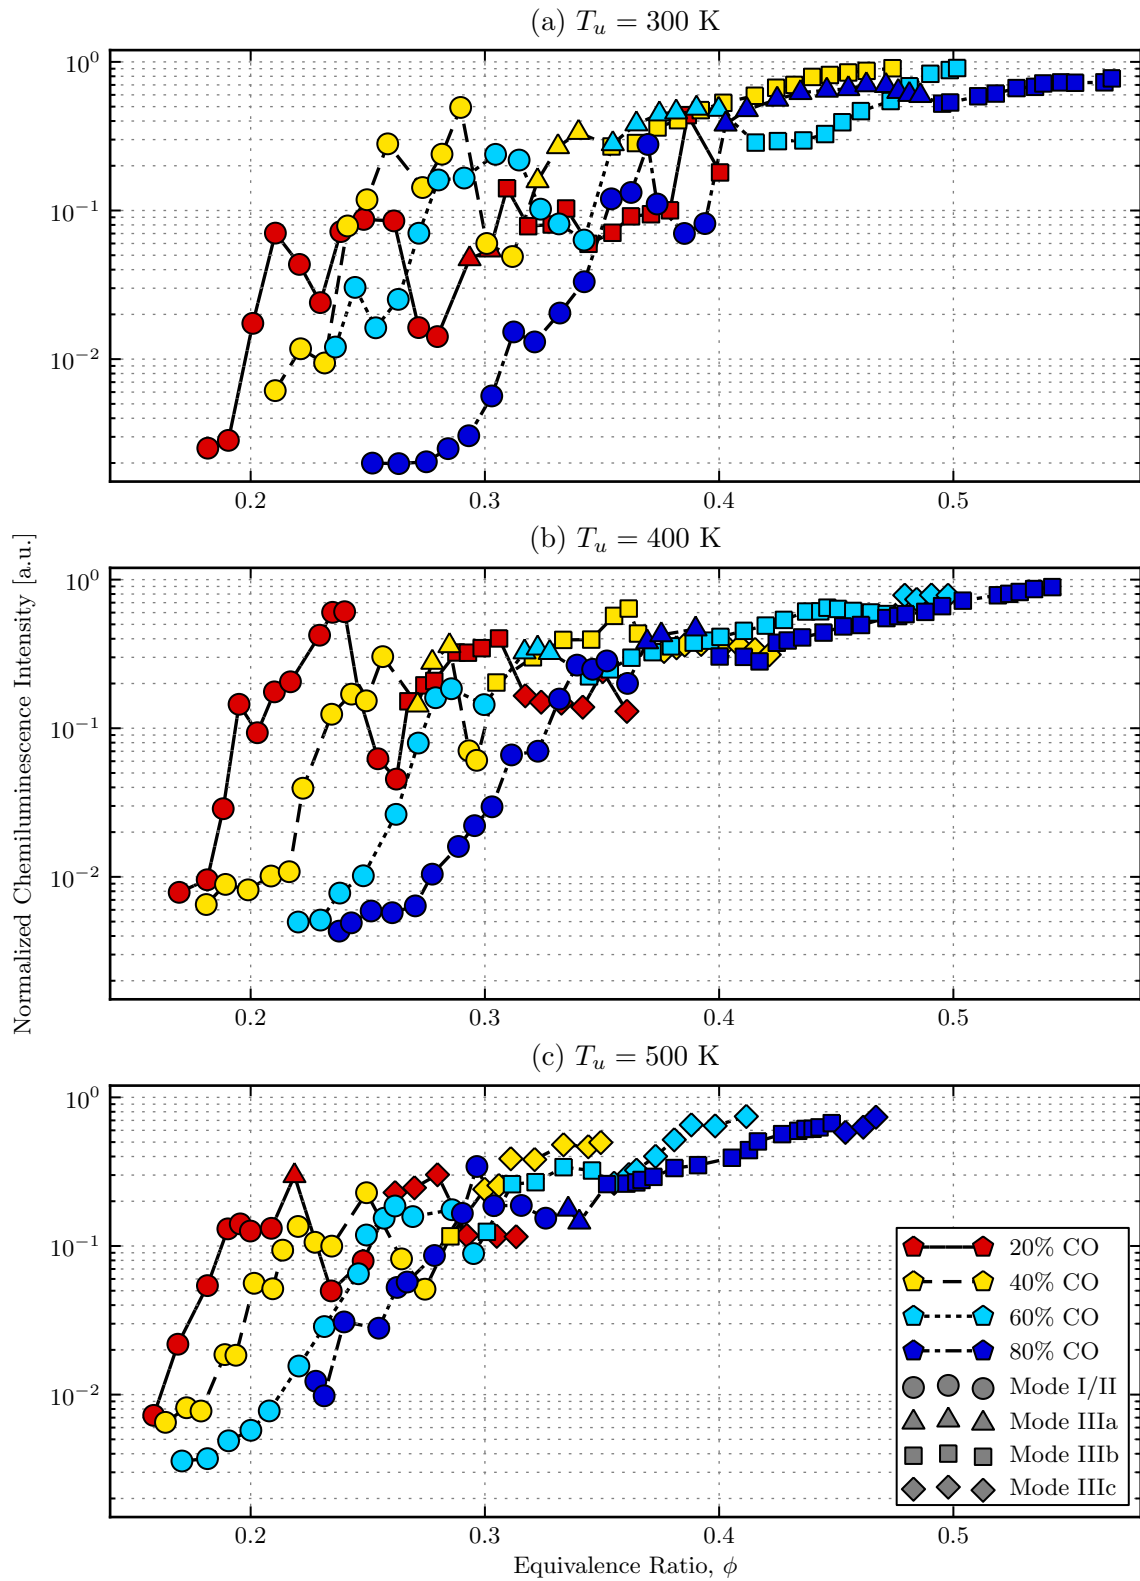 (a) T_u = 300 K
10^0
10^−1
10^−2
0.2 0.3 0.4 0.5
(b) T_u = 400 K
Normalized Chemiluminescence Intensity [a.u.]
10^0
10^−1
10^−2
0.2 0.3 0.4 0.5
(c) T_u = 500 K
10^0
10^−1
10^−2
20% CO
40% CO
60% CO
80% CO
Mode I/II
Mode IIIa
Mode IIIb
Mode IIIc
0.2 0.3 0.4 0.5
Equivalence Ratio, ϕ